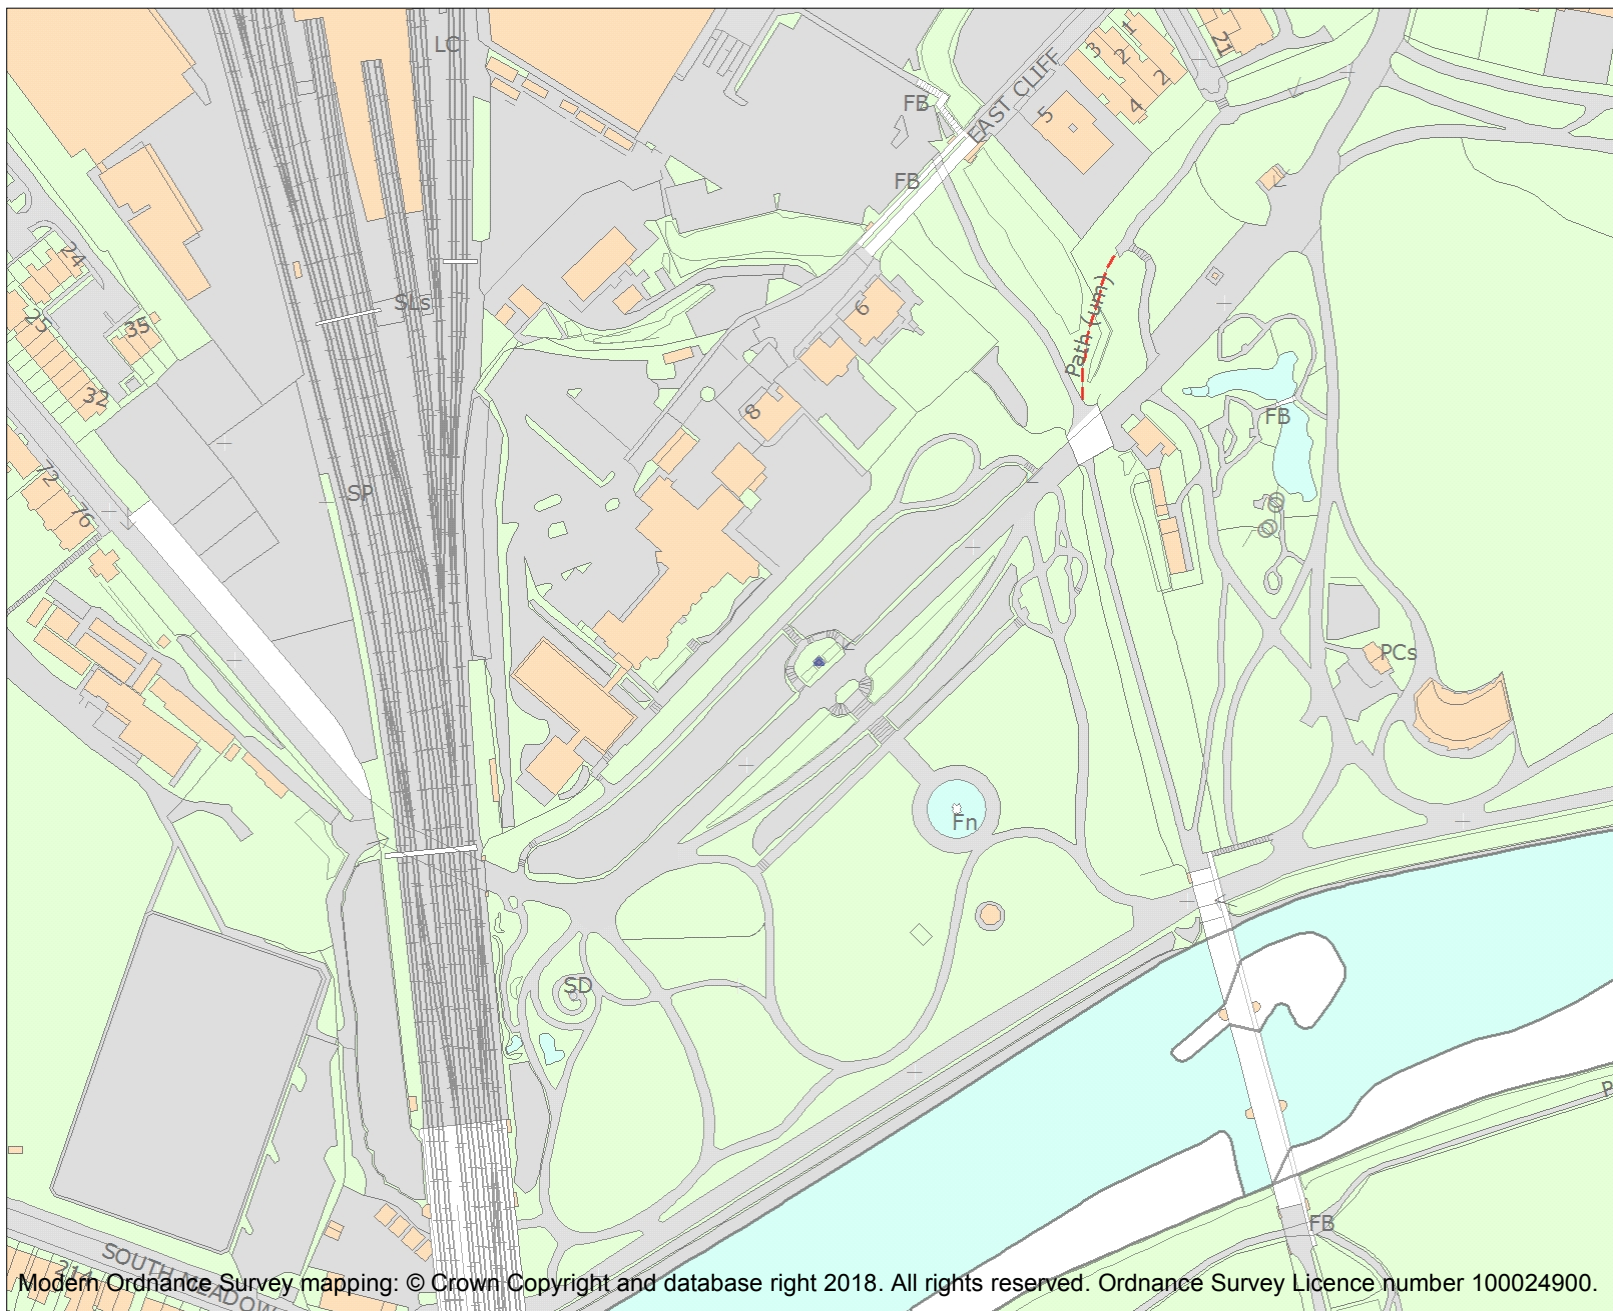 LC
EAST CLIFF
1
3
2
2
4
5
21
FB
FB
24
25
35
32
SLs
6
8
Path (um)
FB
72
76
SP
PCs
Fn
SD
FB
SOUTH MEADOW
214
Modern Ordnance Survey mapping: © Crown Copyright and database right 2018. All rights reserved. Ordnance Survey Licence number 100024900.